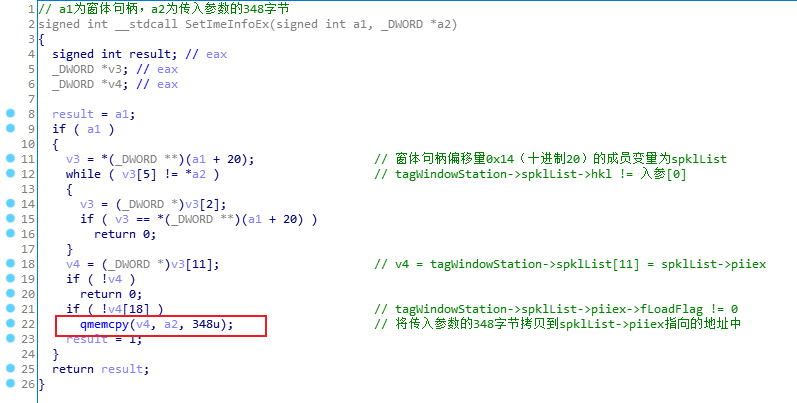 1 // a1为窗体句柄，a2为传入参数的348字节
2 signed int __stdcall SetImeInfoEx(signed int a1, _DWORD *a2)
3 {
4 signed int result; // eax
5 _DWORD *v3; // eax
6 _DWORD *v4; // eax
7
8 result = a1;
9 if ( a1 )
10 {
11 v3 = *(_DWORD **)(a1 + 20); // 窗体句柄偏移量0x14（十进制20）的成员变量为spklList
12 while ( v3[5] != *a2 ) // tagWindowStation->spklList->hkl != 入参[0]
13 {
14 v3 = (_DWORD *)v3[2];
15 if ( v3 == *(_DWORD **)(a1 + 20) )
16 return 0;
17 }
18 v4 = (_DWORD *)v3[11]; // v4 = tagWindowStation->spklList[11] = spklList->piiex
19 if ( !v4 )
20 return 0;
21 if ( !v4[18] ) // tagWindowStation->spklList->piiex->fLoadFlag != 0
22 qmemcpy(v4, a2, 348u); // 将传入参数的348字节拷贝到spklList->piiex指向的地址中
23 result = 1;
24 }
25 return result;
26 }